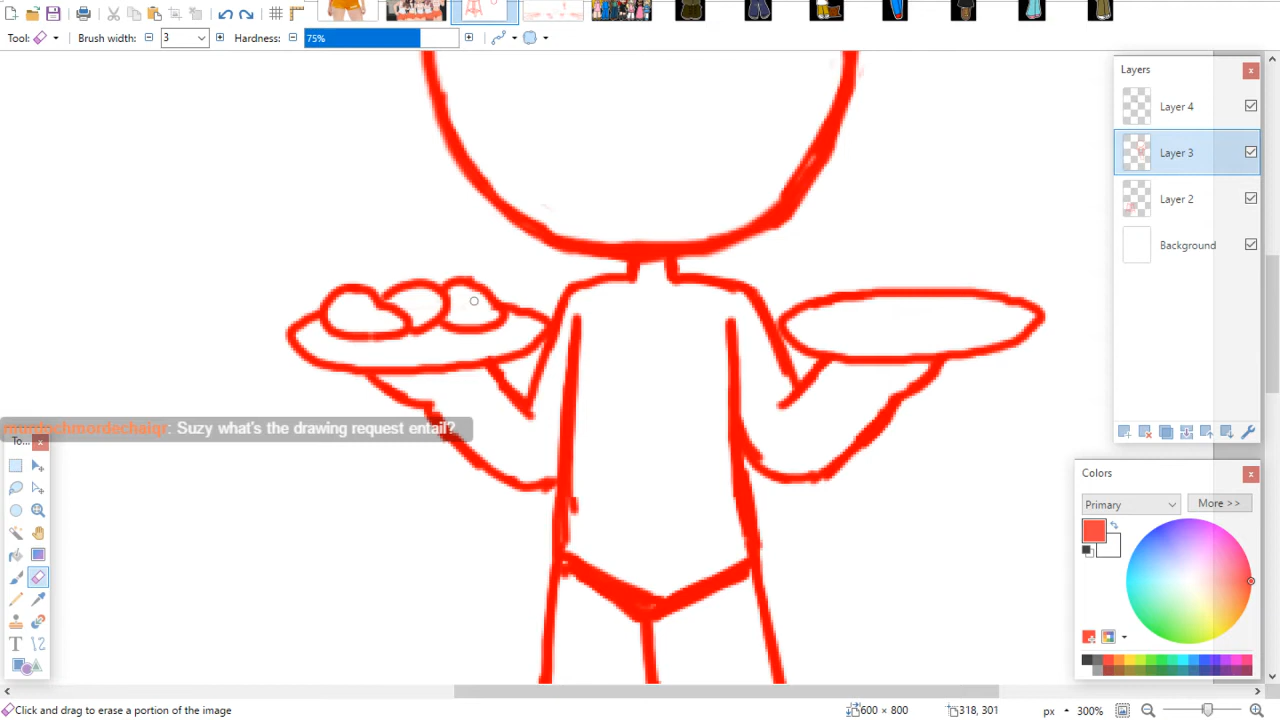 Tool:
Brush width:
3
Hardness:
75%
Layers
Layer 4
Layer 3
Layer 2
Background
murdochmordechaiqr: Suzy what's the drawing request entail?
To...
Colors
Primary
More >>
Click and drag to erase a portion of the image
600 × 800
318, 301
px
300%